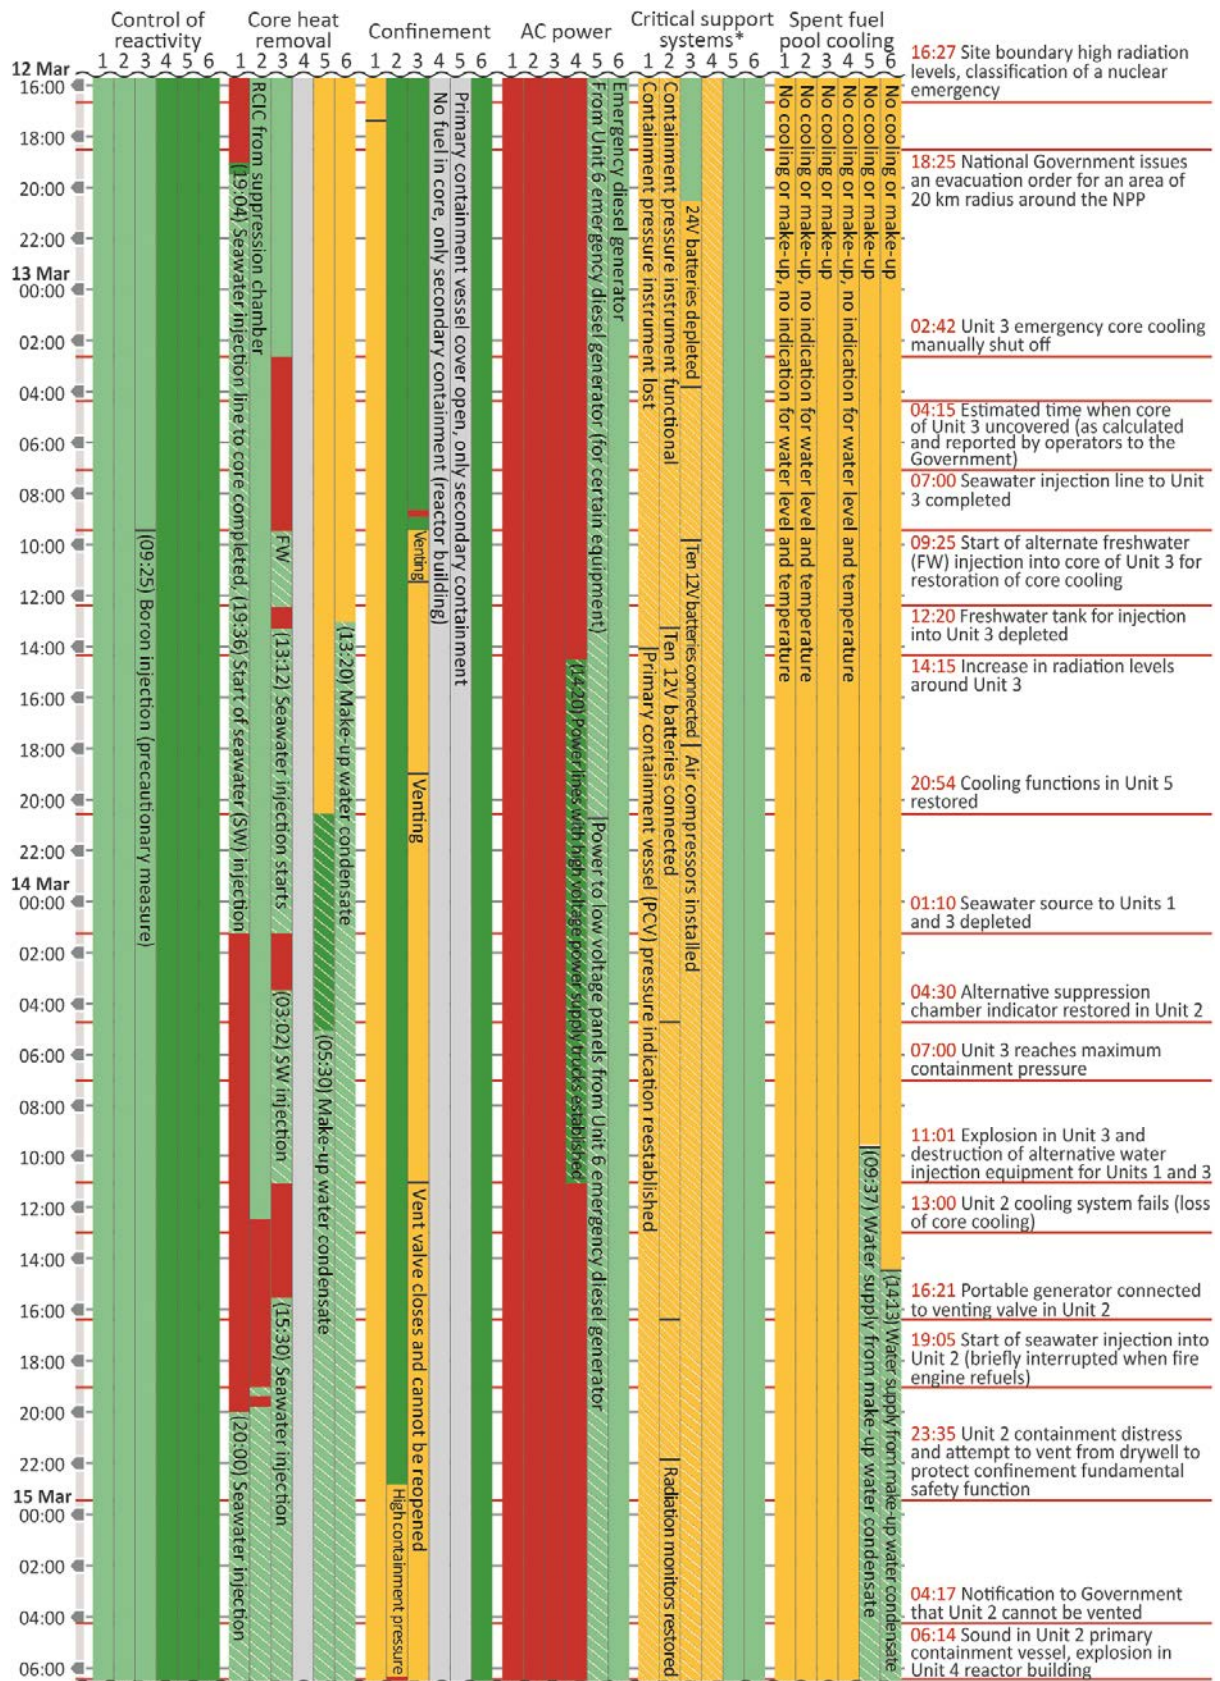 Control of
reactivity
Core heat
removal
Confinement
AC power
Critical support
systems*
Spent fuel
pool cooling
1 2 3 4 5 6
1 2 3 4 5 6
1 2 3 4 5 6
1 2 3 4 5 6
1 2 3 4 5 6
1 2 3 4 5 6
12 Mar
16:00
18:00
20:00
22:00
13 Mar
00:00
02:00
04:00
06:00
08:00
10:00
12:00
14:00
16:00
18:00
20:00
22:00
14 Mar
00:00
02:00
04:00
06:00
08:00
10:00
12:00
14:00
16:00
18:00
20:00
22:00
15 Mar
00:00
02:00
04:00
06:00
(09:25) Boron injection (precautionary measure)
(19:04) Seawater injection line to core completed, (19:36) Start of seawater (SW) injection
(20:00) Seawater injection
RCIC from suppression chamber
FW
(13:12) Seawater injection starts
(03:02) SW injection
(15:30) Seawater injection
(05:30) Make-up water condensate
(13:20) Make-up water condensate
High containment pressure
Venting
Venting
Vent valve closes and cannot be reopened
No fuel in core, only secondary containment (reactor building)
Primary containment vessel cover open, only secondary containment
(14:20) Power lines with high voltage power supply trucks established
From Unit 6 emergency diesel generator (for certain equipment)
Power to low voltage panels from Unit 6 emergency diesel generator
Emergency diesel generator
Containment pressure instrument lost
Primary containment vessel (PCV) pressure indication reestablished
Containment pressure instrument functional
Ten 12V batteries connected
Radiation monitors restored
24V batteries depleted
Ten 12V batteries connected
Air compressors installed
No cooling or make-up, no indication for water level and temperature
No cooling or make-up, no indication for water level and temperature
No cooling or make-up
No cooling or make-up, no indication for water level and temperature
No cooling or make-up
(09:37) Water supply from make-up water condensate
No cooling or make-up
(14:13) Water supply from make-up water condensate
16:27 Site boundary high radiation
levels, classification of a nuclear
emergency
18:25 National Government issues
an evacuation order for an area of
20 km radius around the NPP
02:42 Unit 3 emergency core cooling
manually shut off
04:15 Estimated time when core
of Unit 3 uncovered (as calculated
and reported by operators to the
Government)
07:00 Seawater injection line to Unit
3 completed
09:25 Start of alternate freshwater
(FW) injection into core of Unit 3 for
restoration of core cooling
12:20 Freshwater tank for injection
into Unit 3 depleted
14:15 Increase in radiation levels
around Unit 3
20:54 Cooling functions in Unit 5
restored
01:10 Seawater source to Units 1
and 3 depleted
04:30 Alternative suppression
chamber indicator restored in Unit 2
07:00 Unit 3 reaches maximum
containment pressure
11:01 Explosion in Unit 3 and
destruction of alternative water
injection equipment for Units 1 and 3
13:00 Unit 2 cooling system fails (loss
of core cooling)
16:21 Portable generator connected
to venting valve in Unit 2
19:05 Start of seawater injection into
Unit 2 (briefly interrupted when fire
engine refuels)
23:35 Unit 2 containment distress
and attempt to vent from drywell to
protect confinement fundamental
safety function
04:17 Notification to Government
that Unit 2 cannot be vented
06:14 Sound in Unit 2 primary
containment vessel, explosion in
Unit 4 reactor building